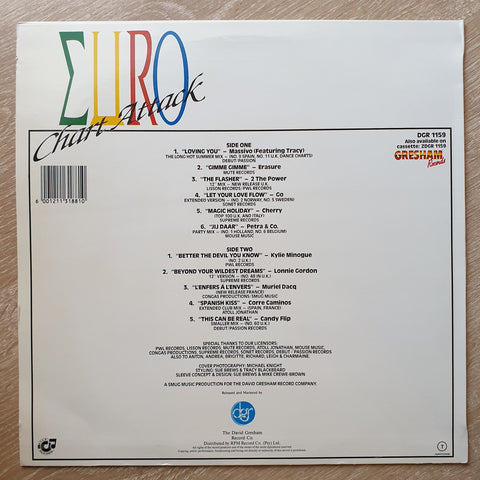 EURO
Chart Attack
DGR 1159
Also available on
cassette: ZDGR 1159
GRESHAM
Records
6 001211 318810
SIDE ONE
1. "LOVING YOU" – Massivo (Featuring Tracy)
THE LONG HOT SUMMER MIX – (NO. 9 SPAIN, NO. 11 U.K. DANCE CHARTS)
DEBUT/PASSION
2. "GIMME GIMME" – Erasure
MUTE RECORDS
3. "THE FLASHER" – 2 The Power
12" MIX – NEW RELEASE U.K.
LISSON RECORDS/PWL RECORDS
4. "LET YOUR LOVE FLOW" – Go
EXTENDED VERSION – (NO. 2 NORWAY, NO. 5 SWEDEN)
SONET RECORDS
5. "MAGIC HOLIDAY" – Cherry
(TOP 100 U.K. AND ITALY)
SUPREME RECORDS
6. "JIJ DAAR" – Petra & Co.
PARTY MIX – (NO. 1 HOLLAND, NO. 6 BELGIUM)
MOUSE MUSIC
SIDE TWO
1. "BETTER THE DEVIL YOU KNOW" – Kylie Minogue
(NO. 2 U.K.)
PWL RECORDS
2. "BEYOND YOUR WILDEST DREAMS" – Lonnie Gordon
12" VERSION – (NO. 48 IN U.K.)
SUPREME RECORDS
3. "L'ENFERS Á L'ENVERS" – Muriel Dacq
(NEW RELEASE FRANCE)
CONGAS PRODUCTIONS: SMUG MUSIC
4. "SPANISH KISS" – Corre Caminos
EXTENDED CLUB MIX – (SPAIN, FRANCE)
ATOLL JONATHAN
5. "THIS CAN BE REAL" – Candy Flip
SMALLER MIX – (NO. 60 U.K.)
DEBUT/PASSION RECORDS
SPECIAL THANKS TO OUR LICENSORS:
PWL RECORDS, LISSON RECORDS, MUTE RECORDS, ATOLL JONATHAN, MOUSE MUSIC,
CONGAS PRODUCTIONS, SUPREME RECORDS, SONET RECORDS, DEBUT / PASSION RECORDS
ALSO TO ANTON, ANDREA, BRIGITTE, RICHARD, LEIGH & CHARMAINE.
COVER PHOTOGRAPHY: MICHAEL KNIGHT
STYLING: SUE BREWS & TRACY BLACKBEARD
SLEEVE CONCEPT & DESIGN: SUE BREWS & MIKE CREWE-BROWN
A SMUG MUSIC PRODUCTION FOR THE DAVID GRESHAM RECORD COMPANY.
Released and Marketed by
dgr
The David Gresham
Record Co.
Distributed by RPM Record Co. (Pty) Ltd.